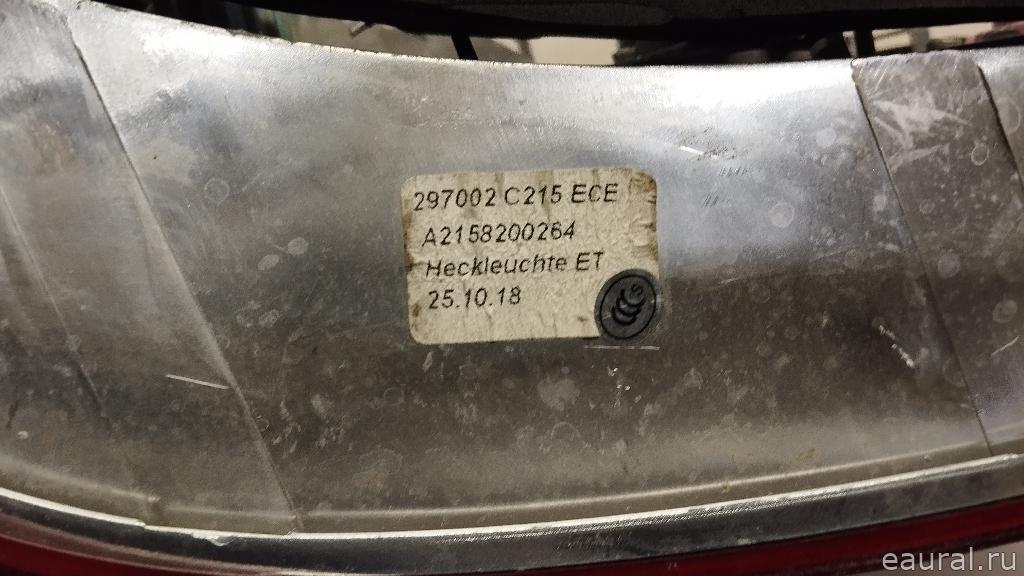 297002 C215 ECE
A2158200264
Heckleuchte ET
25.10.18
eaural.ru